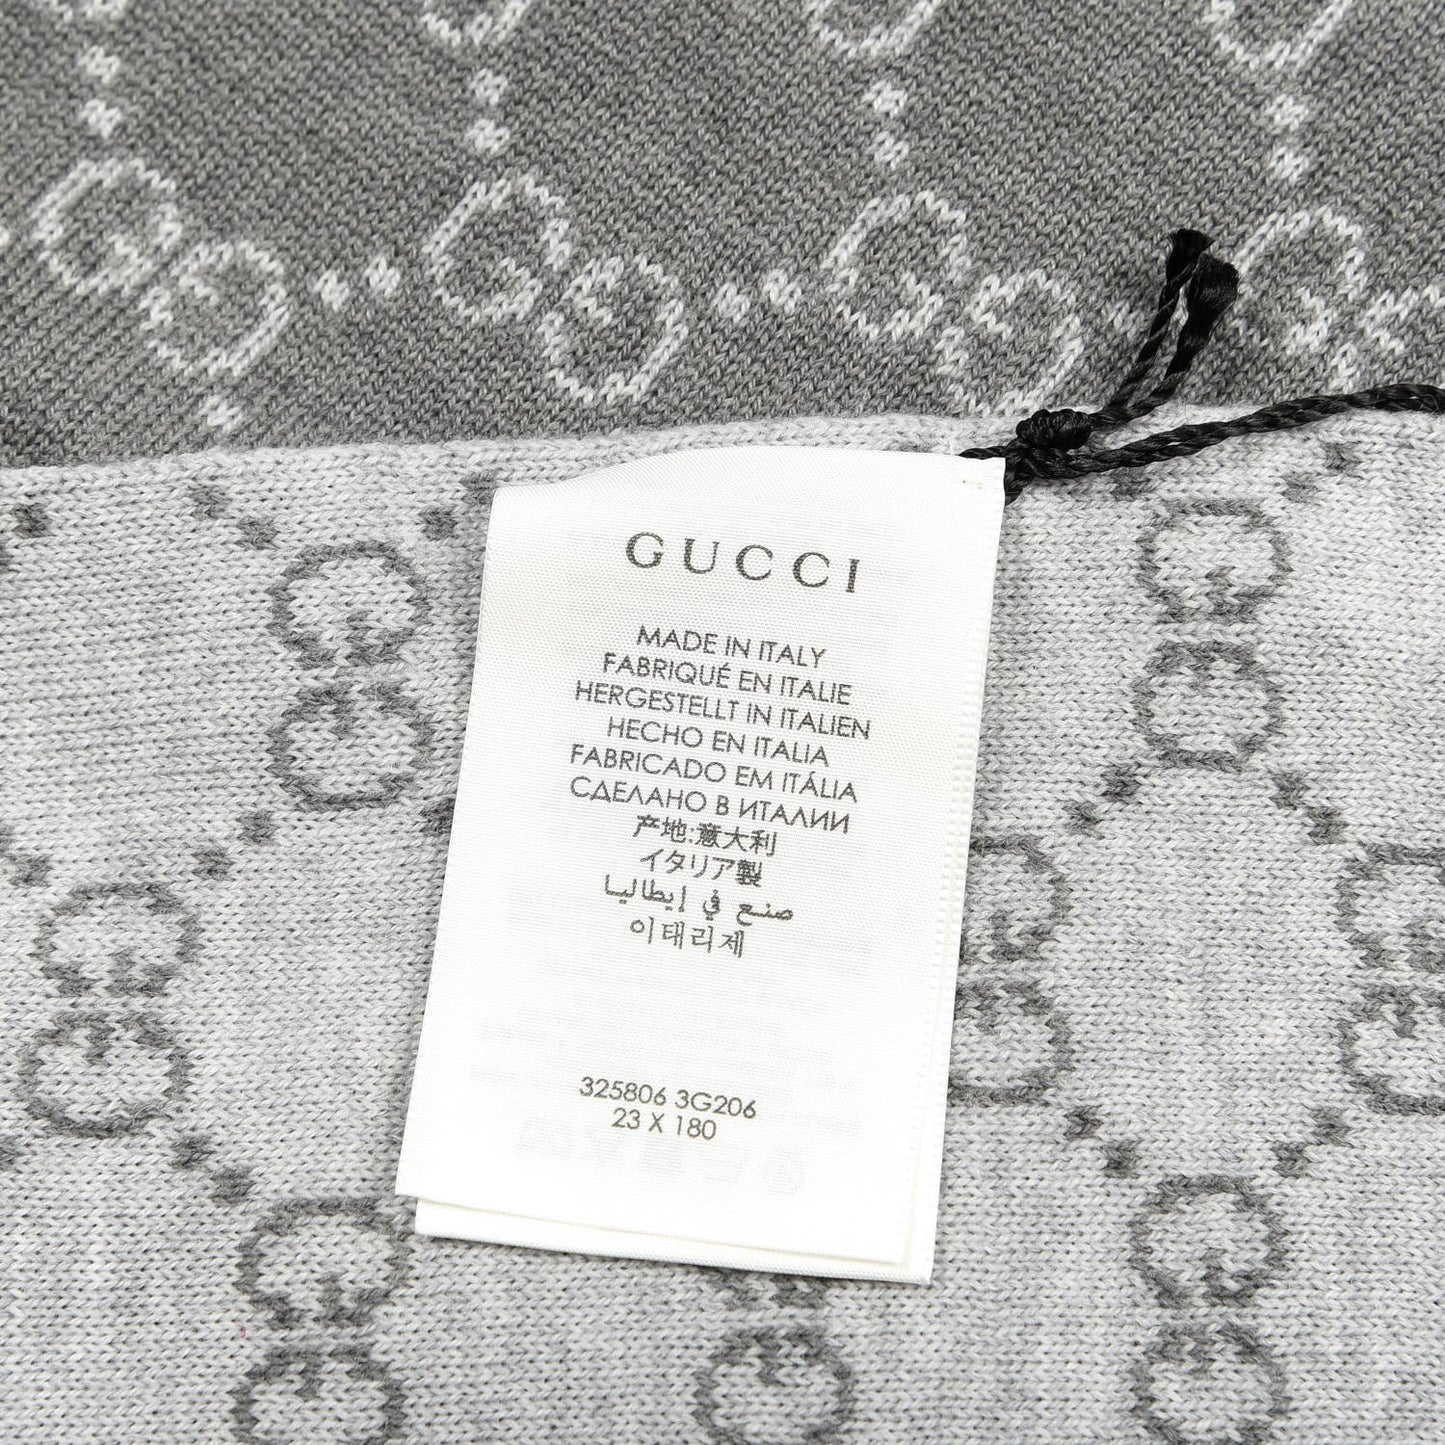 GUCCI
MADE IN ITALY
FABRIQUÉ EN ITALIE
HERGESTELLT IN ITALIEN
HECHO EN ITALIA
FABRICADO EM ITÁLIA
СДЕЛАНО В ИТАЛИИ
产地:意大利
イタリア製
صنع في إيطاليا
이태리제
325806 3G206
23 X 180